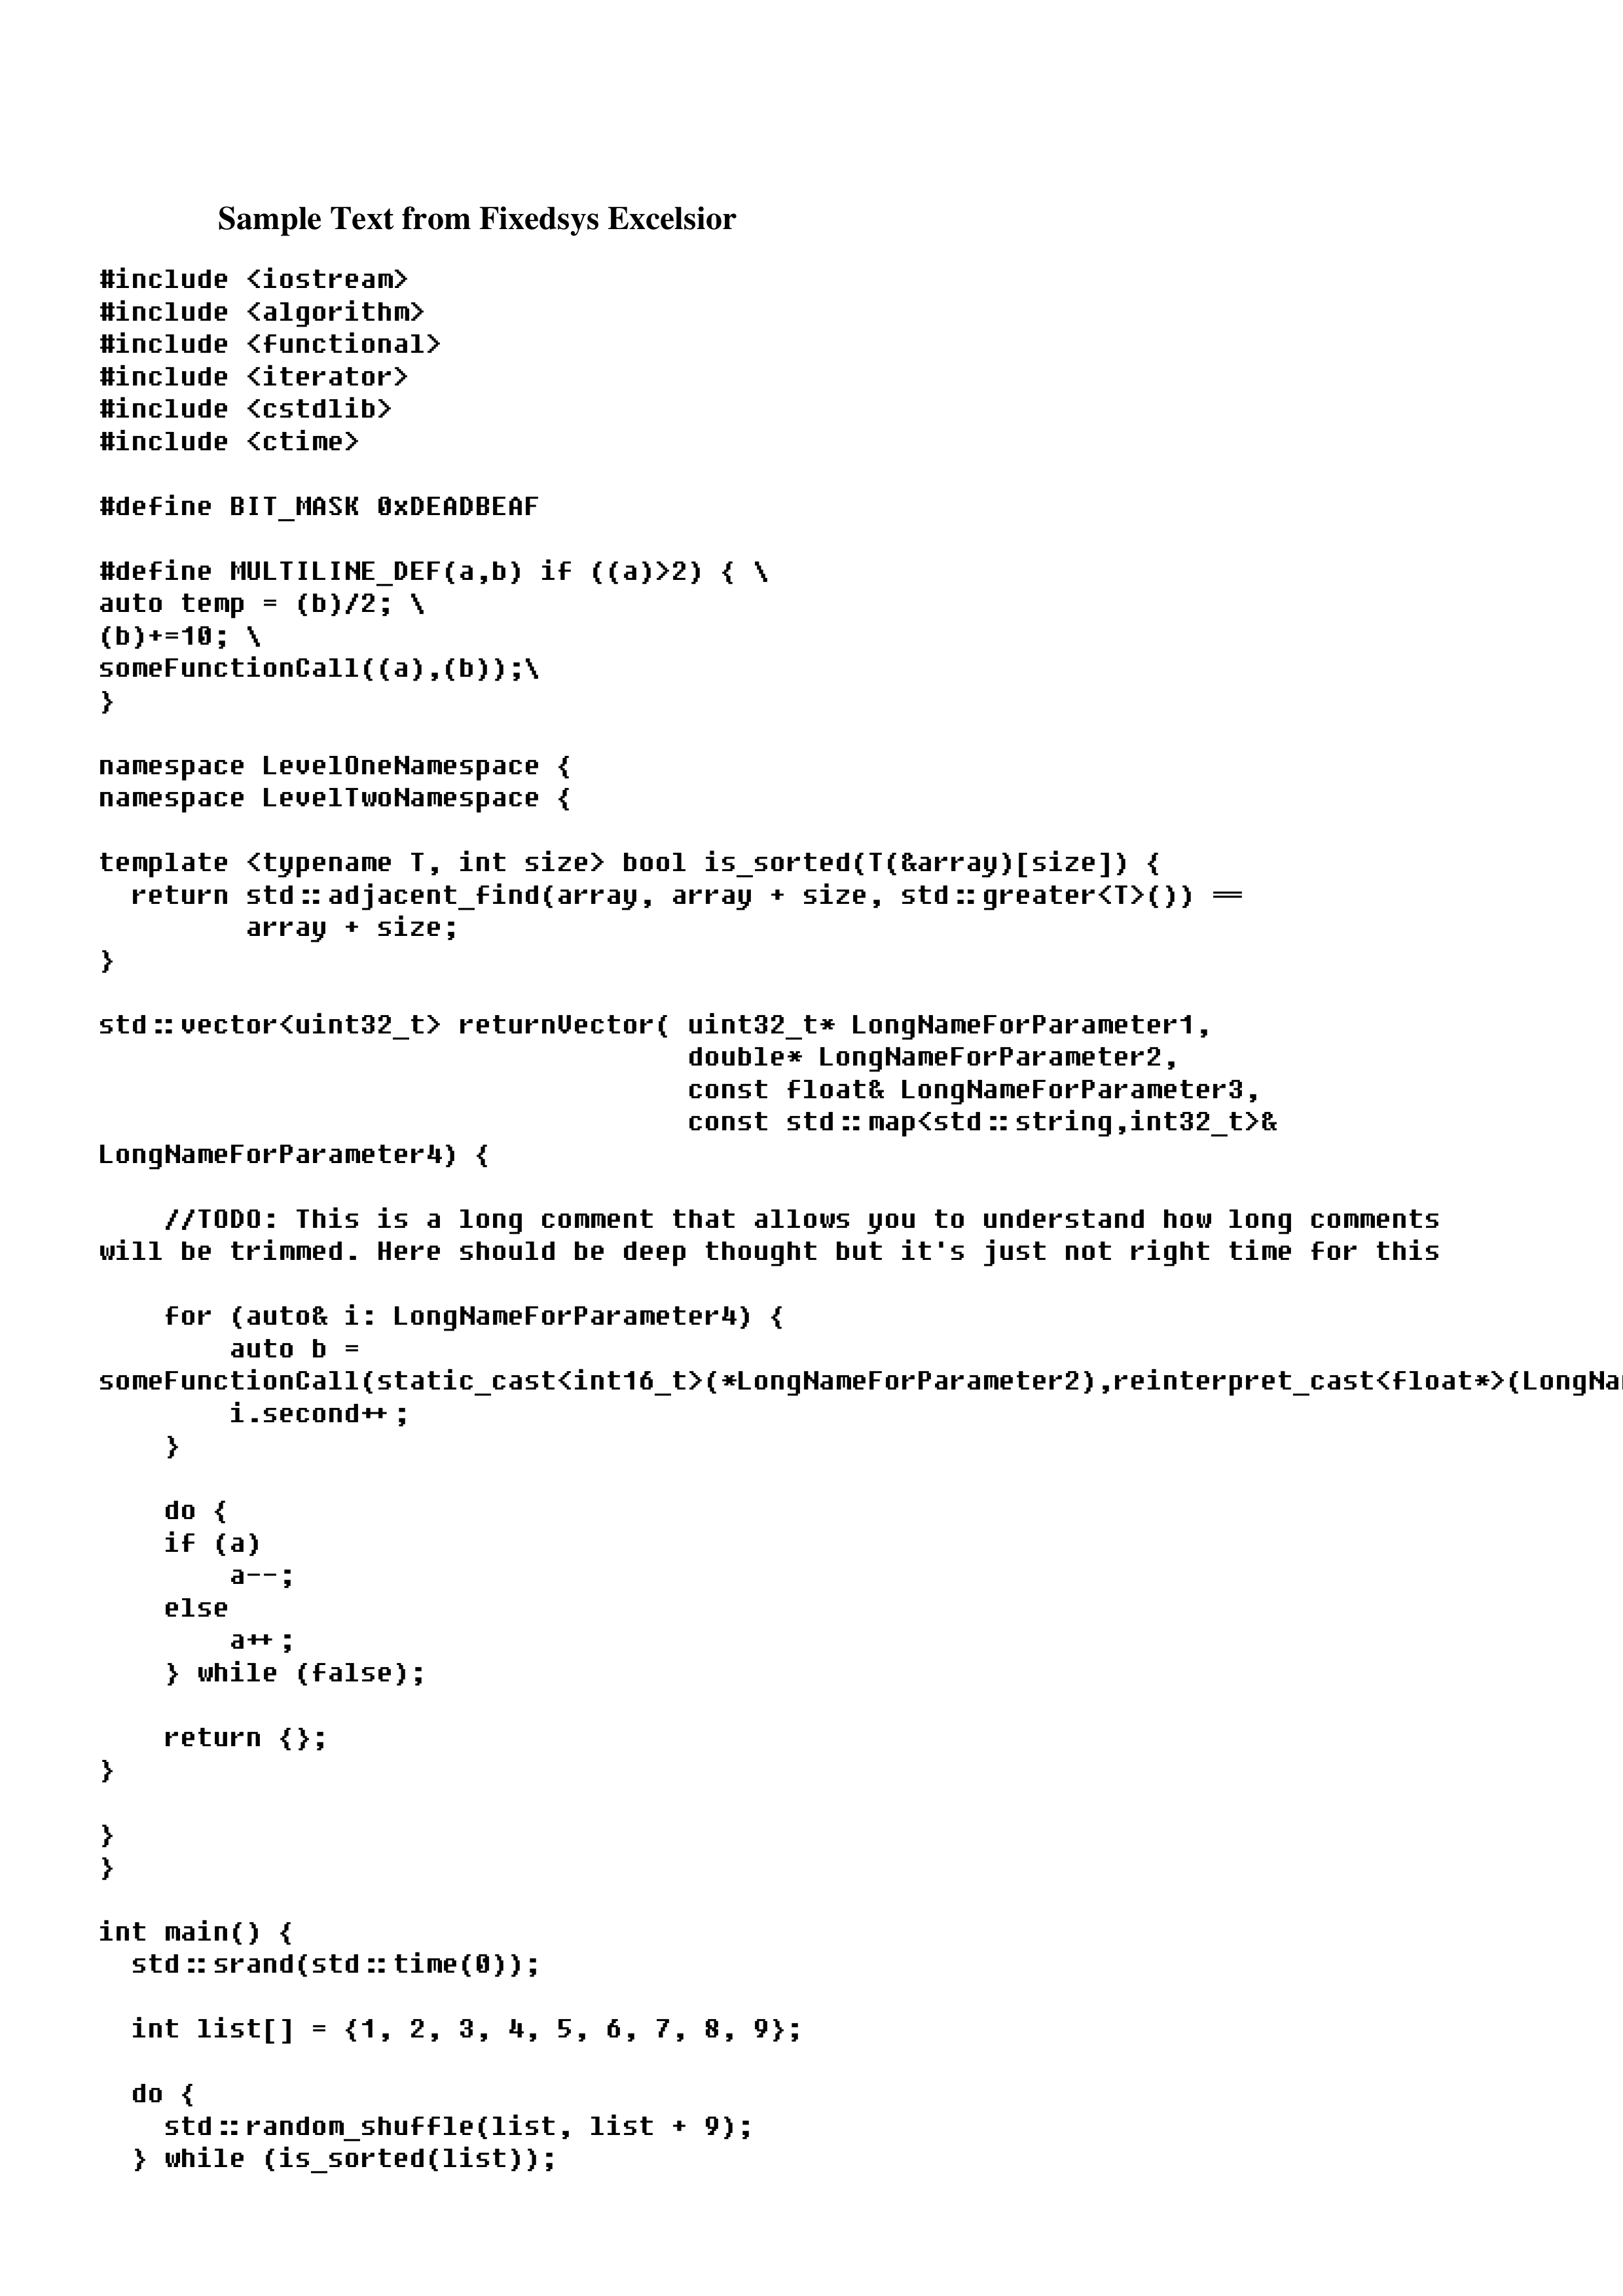 Sample Text from Fixedsys Excelsior
#include <iostream>
#include <algorithm>
#include <functional>
#include <iterator>
#include <cstdlib>
#include <ctime>
#define BIT_MASK 0xDEADBEAF
#define MULTILINE_DEF(a,b) if ((a)>2) { \
auto temp = (b)/2; \
(b)+=10; \
someFunctionCall((a),(b));\
}
namespace LevelOneNamespace {
namespace LevelTwoNamespace {
template <typename T, int size> bool is_sorted(T(&array)[size]) {
  return std::adjacent_find(array, array + size, std::greater<T>()) ==
         array + size;
}
std::vector<uint32_t> returnVector( uint32_t* LongNameForParameter1,
                                    double* LongNameForParameter2,
                                    const float& LongNameForParameter3,
                                    const std::map<std::string,int32_t>&
LongNameForParameter4) {
    //TODO: This is a long comment that allows you to understand how long comments
will be trimmed. Here should be deep thought but it's just not right time for this
    for (auto& i: LongNameForParameter4) {
        auto b =
someFunctionCall(static_cast<int16_t>(*LongNameForParameter2),reinterpret_cast<float*>(LongNa
        i.second++;
    }
    do {
    if (a)
        a--;
    else
        a++;
    } while (false);
    return {};
}
}
}
int main() {
  std::srand(std::time(0));
  int list[] = {1, 2, 3, 4, 5, 6, 7, 8, 9};
  do {
    std::random_shuffle(list, list + 9);
  } while (is_sorted(list));